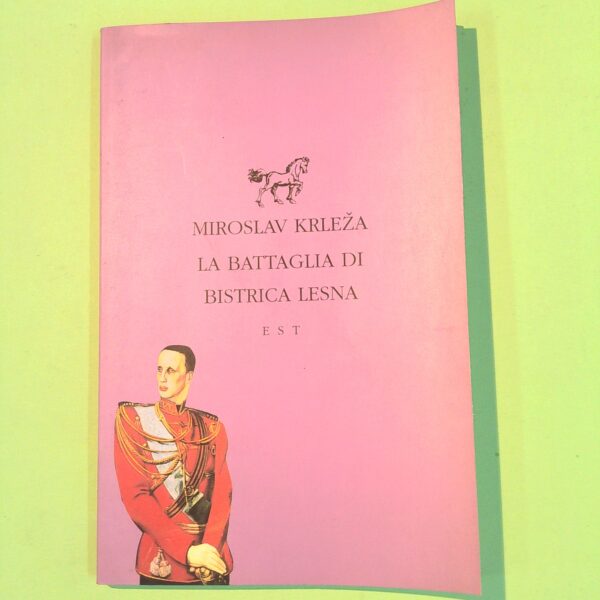 MIROSLAV KRLEŽA
LA BATTAGLIA DI
BISTRICA LESNA
EST